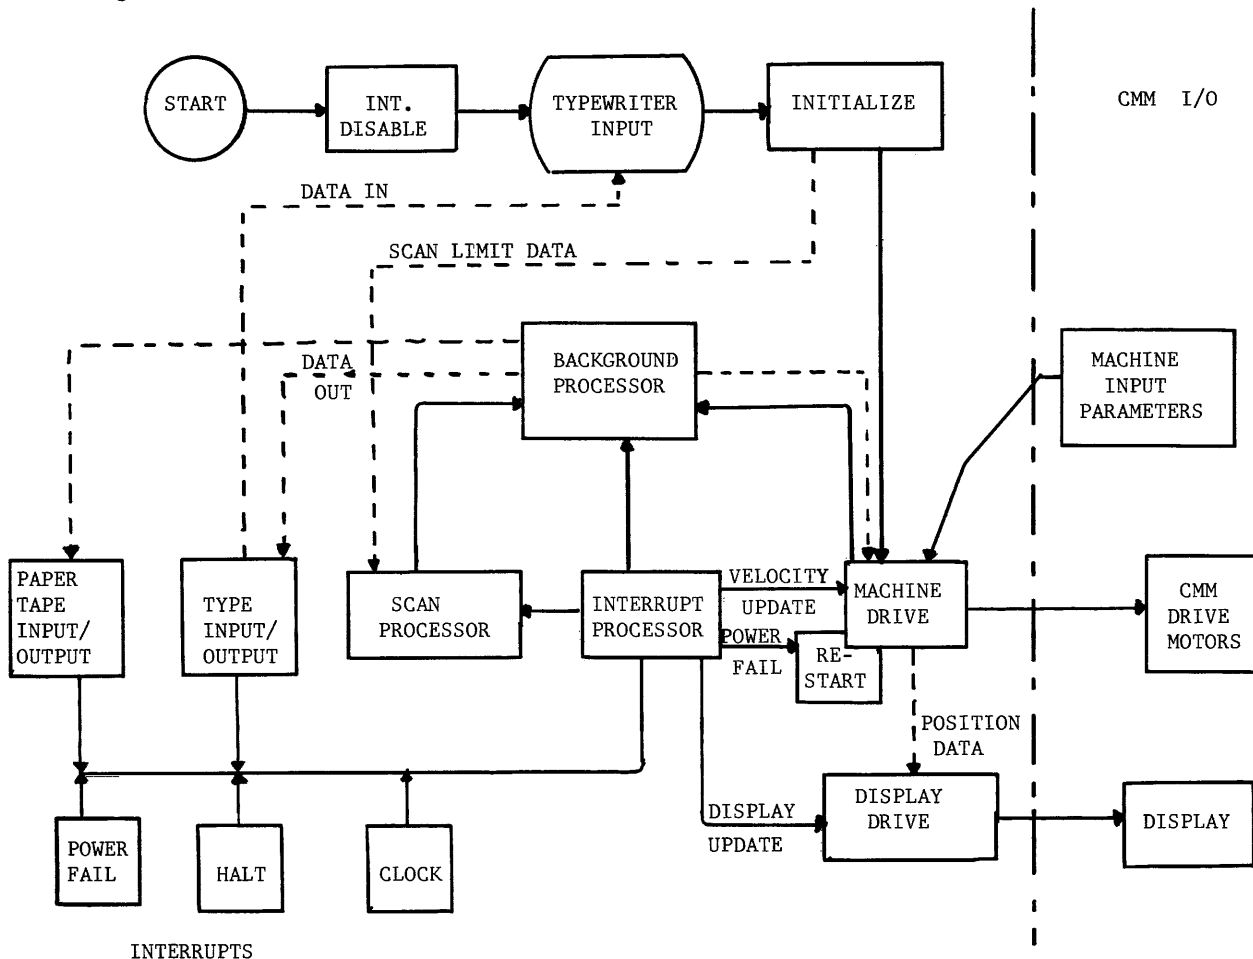 START
INT.
DISABLE
TYPEWRITER
INPUT
INITIALIZE
CMM I/O
DATA IN
SCAN LIMIT DATA
DATA
OUT
BACKGROUND
PROCESSOR
MACHINE
INPUT
PARAMETERS
PAPER
TAPE
INPUT/
OUTPUT
TYPE
INPUT/
OUTPUT
SCAN
PROCESSOR
INTERRUPT
PROCESSOR
VELOCITY
UPDATE
POWER
FAIL
RE-
START
MACHINE
DRIVE
CMM
DRIVE
MOTORS
POSITION
DATA
DISPLAY
UPDATE
DISPLAY
DRIVE
DISPLAY
POWER
FAIL
HALT
CLOCK
INTERRUPTS